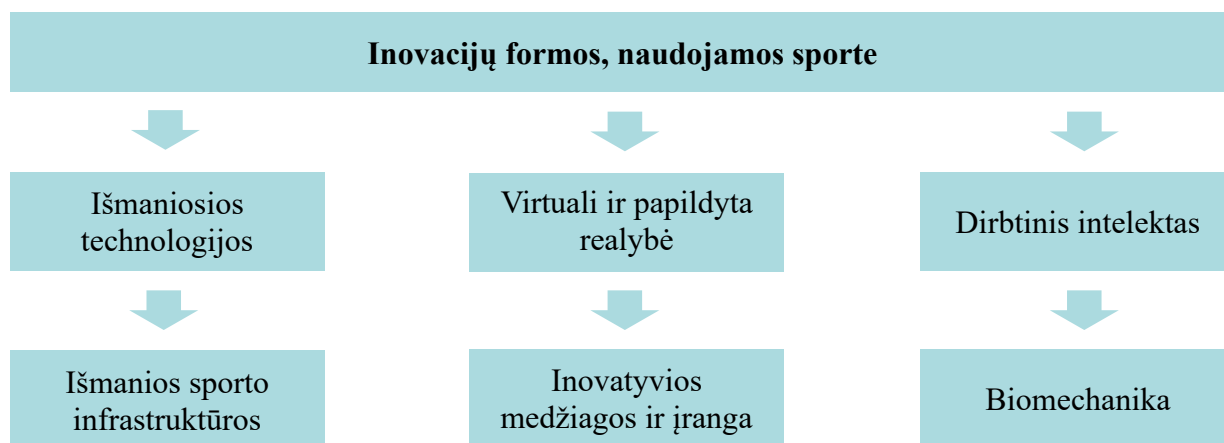 Inovacijų formos, naudojamos sporte
Išmaniosios
technologijos
Virtuali ir papildyta
realybė
Dirbtinis intelektas
Išmanios sporto
infrastruktūros
Inovatyvios
medžiagos ir įranga
Biomechanika